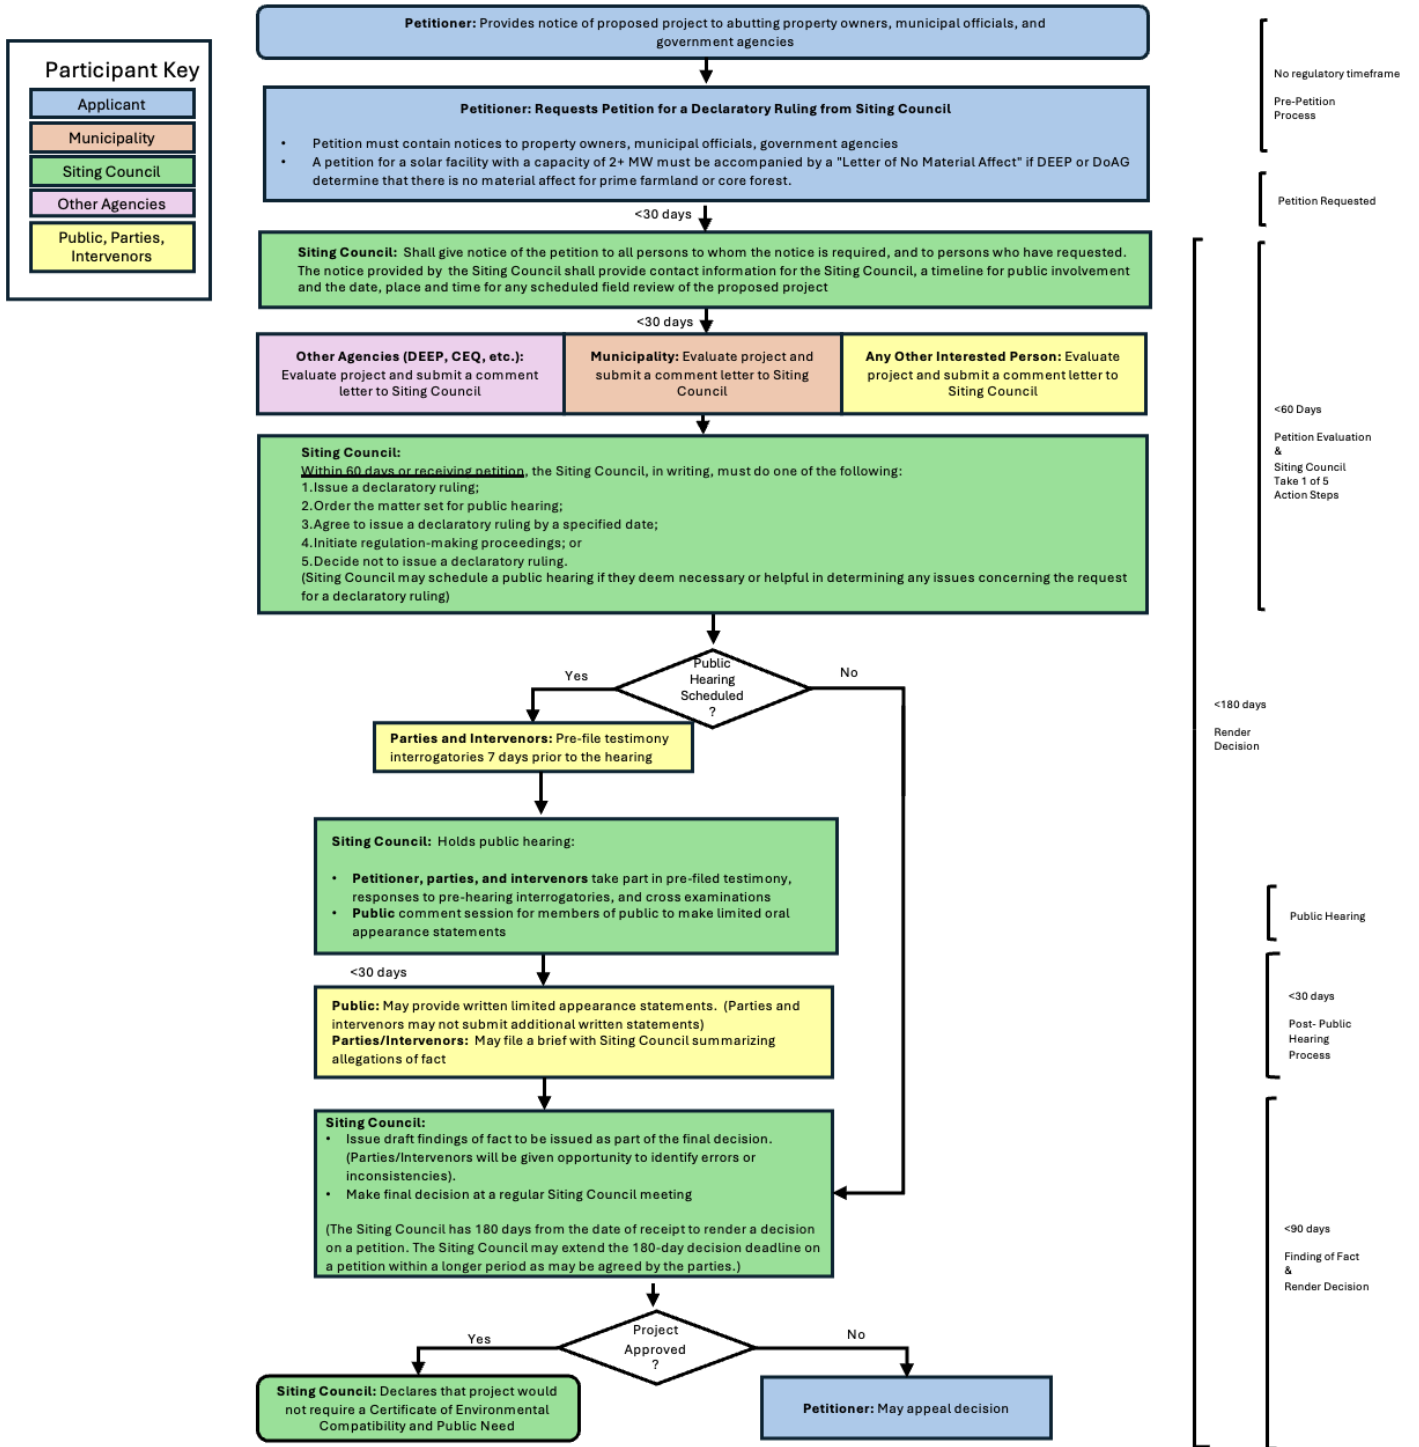 Petitioner: Provides notice of proposed project to abutting property owners, municipal officials, and
government agencies
Participant Key
Applicant
Municipality
Siting Council
Other Agencies
Public, Parties,
Intervenors
No regulatory timeframe
Pre-Petition
Process
Petitioner: Requests Petition for a Declaratory Ruling from Siting Council
• Petition must contain notices to property owners, municipal officials, government agencies
• A petition for a solar facility with a capacity of 2+ MW must be accompanied by a "Letter of No Material Affect" if DEEP or DoAG
determine that there is no material affect for prime farmland or core forest.
Petition Requested
<30 days
Siting Council: Shall give notice of the petition to all persons to whom the notice is required, and to persons who have requested.
The notice provided by the Siting Council shall provide contact information for the Siting Council, a timeline for public involvement
and the date, place and time for any scheduled field review of the proposed project
<30 days
Other Agencies (DEEP, CEQ, etc.):
Evaluate project and submit a comment
letter to Siting Council
Municipality: Evaluate project and
submit a comment letter to Siting
Council
Any Other Interested Person: Evaluate
project and submit a comment letter to
Siting Council
<60 Days
Petition Evaluation
&
Siting Council
Take 1 of 5
Action Steps
Siting Council:
Within 60 days or receiving petition, the Siting Council, in writing, must do one of the following:
1.Issue a declaratory ruling;
2.Order the matter set for public hearing;
3.Agree to issue a declaratory ruling by a specified date;
4.Initiate regulation-making proceedings; or
5.Decide not to issue a declaratory ruling.
(Siting Council may schedule a public hearing if they deem necessary or helpful in determining any issues concerning the request
for a declaratory ruling)
Public
Hearing
Scheduled
?
Yes
No
<180 days
Render
Decision
Parties and Intervenors: Pre-file testimony
interrogatories 7 days prior to the hearing
Siting Council: Holds public hearing:
• Petitioner, parties, and intervenors take part in pre-filed testimony,
responses to pre-hearing interrogatories, and cross examinations
• Public comment session for members of public to make limited oral
appearance statements
Public Hearing
<30 days
Public: May provide written limited appearance statements. (Parties and
intervenors may not submit additional written statements)
Parties/Intervenors: May file a brief with Siting Council summarizing
allegations of fact
<30 days
Post- Public
Hearing
Process
Siting Council:
• Issue draft findings of fact to be issued as part of the final decision.
(Parties/Intervenors will be given opportunity to identify errors or
inconsistencies).
• Make final decision at a regular Siting Council meeting
(The Siting Council has 180 days from the date of receipt to render a decision
on a petition. The Siting Council may extend the 180-day decision deadline on
a petition within a longer period as may be agreed by the parties.)
<90 days
Finding of Fact
&
Render Decision
Project
Approved
?
Yes
No
Siting Council: Declares that project would
not require a Certificate of Environmental
Compatibility and Public Need
Petitioner: May appeal decision